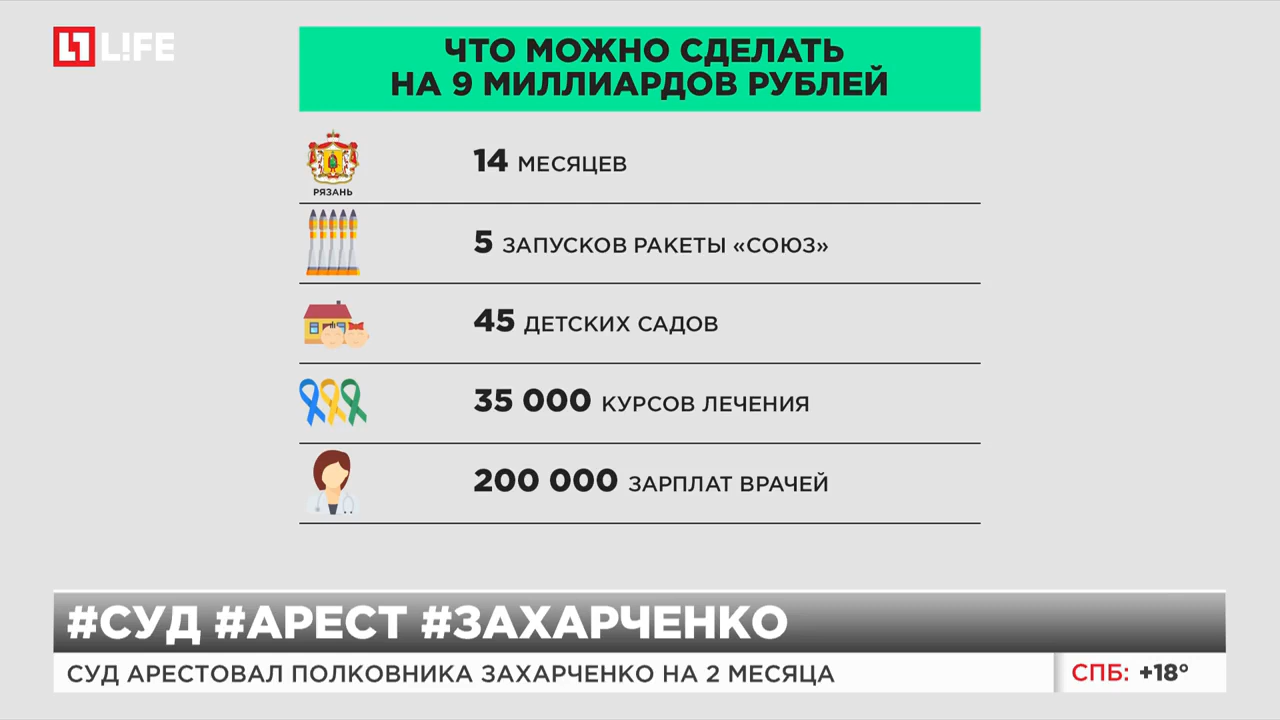 L1 L!FE
ЧТО МОЖНО СДЕЛАТЬ
НА 9 МИЛЛИАРДОВ РУБЛЕЙ
РЯЗАНЬ
14 МЕСЯЦЕВ
5 ЗАПУСКОВ РАКЕТЫ «СОЮЗ»
45 ДЕТСКИХ САДОВ
35 000 КУРСОВ ЛЕЧЕНИЯ
200 000 ЗАРПЛАТ ВРАЧЕЙ
#СУД #АРЕСТ #ЗАХАРЧЕНКО
СУД АРЕСТОВАЛ ПОЛКОВНИКА ЗАХАРЧЕНКО НА 2 МЕСЯЦА
СПБ: +18°